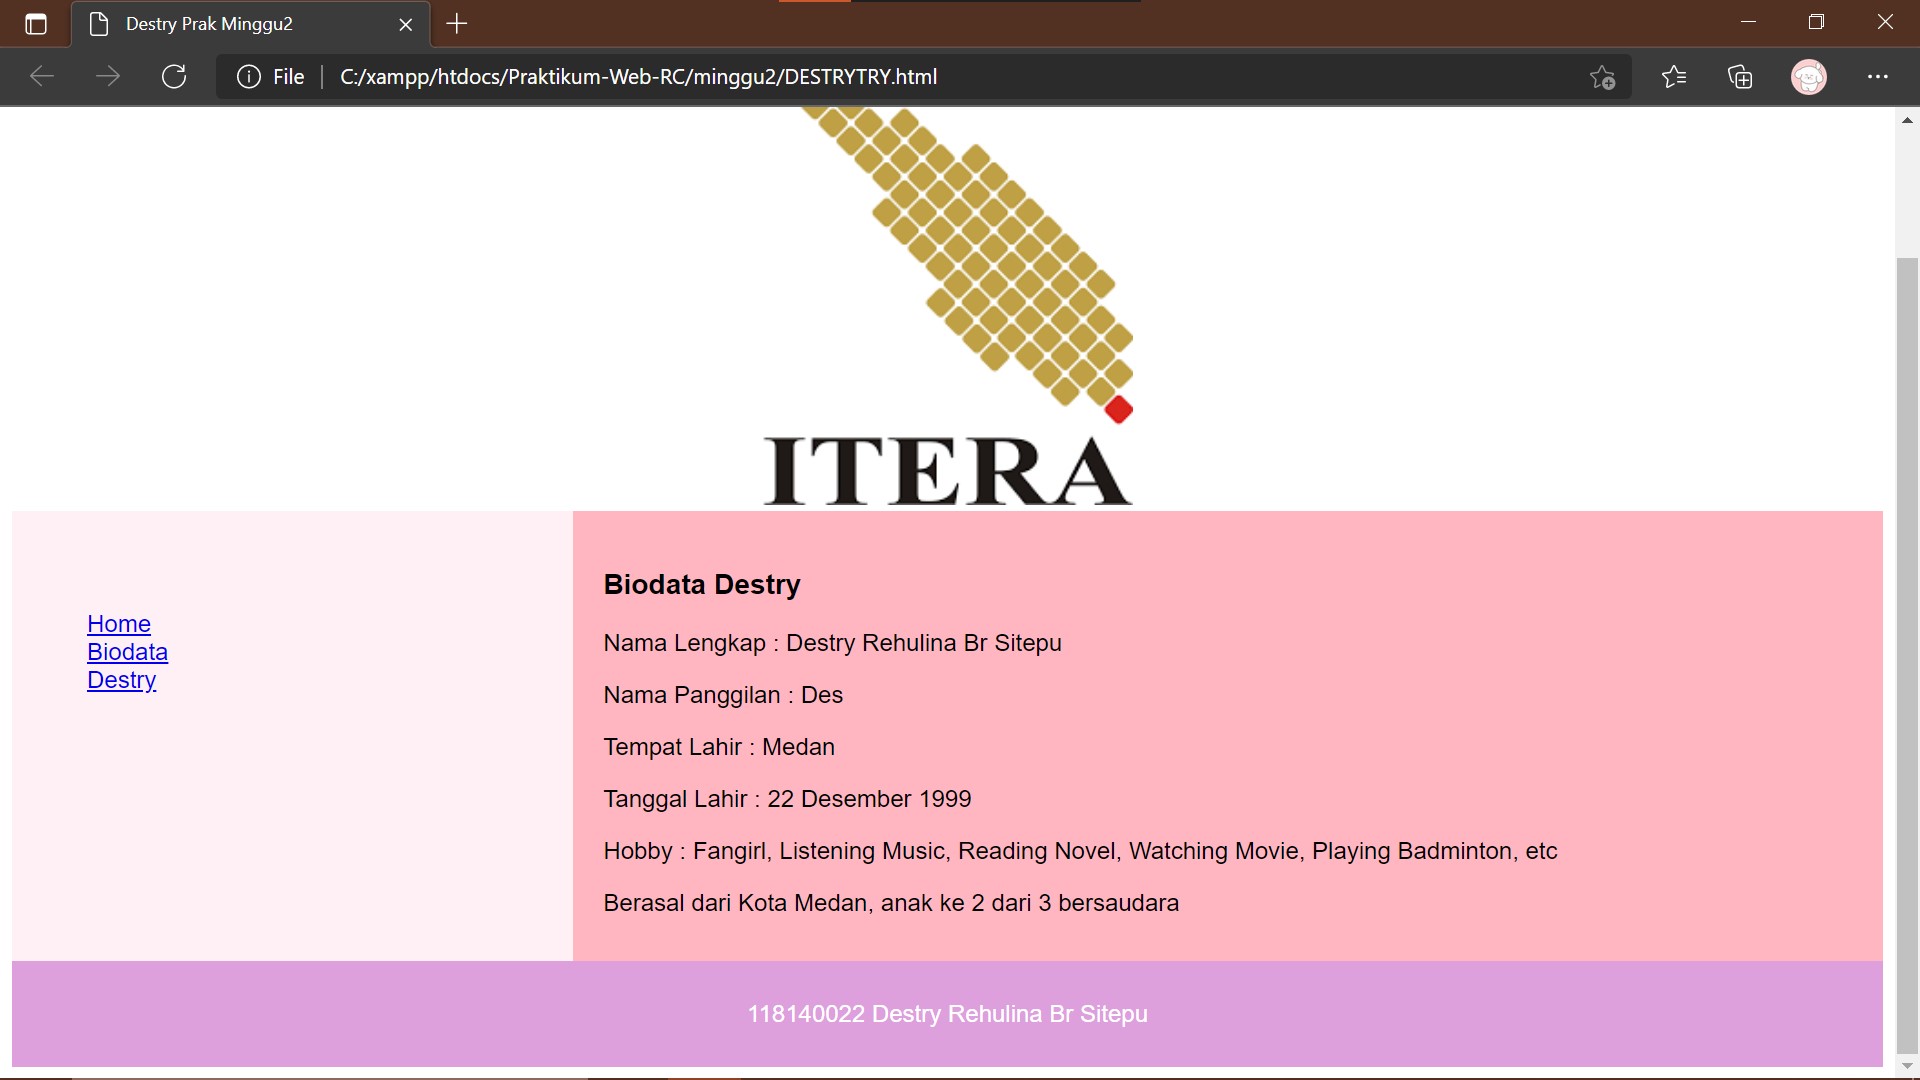 Destry Prak Minggu2
File C:/xampp/htdocs/Praktikum-Web-RC/minggu2/DESTRYTRY.html
ITERA
Home
Biodata
Destry
Biodata Destry
Nama Lengkap : Destry Rehulina Br Sitepu
Nama Panggilan : Des
Tempat Lahir : Medan
Tanggal Lahir : 22 Desember 1999
Hobby : Fangirl, Listening Music, Reading Novel, Watching Movie, Playing Badminton, etc
Berasal dari Kota Medan, anak ke 2 dari 3 bersaudara
118140022 Destry Rehulina Br Sitepu